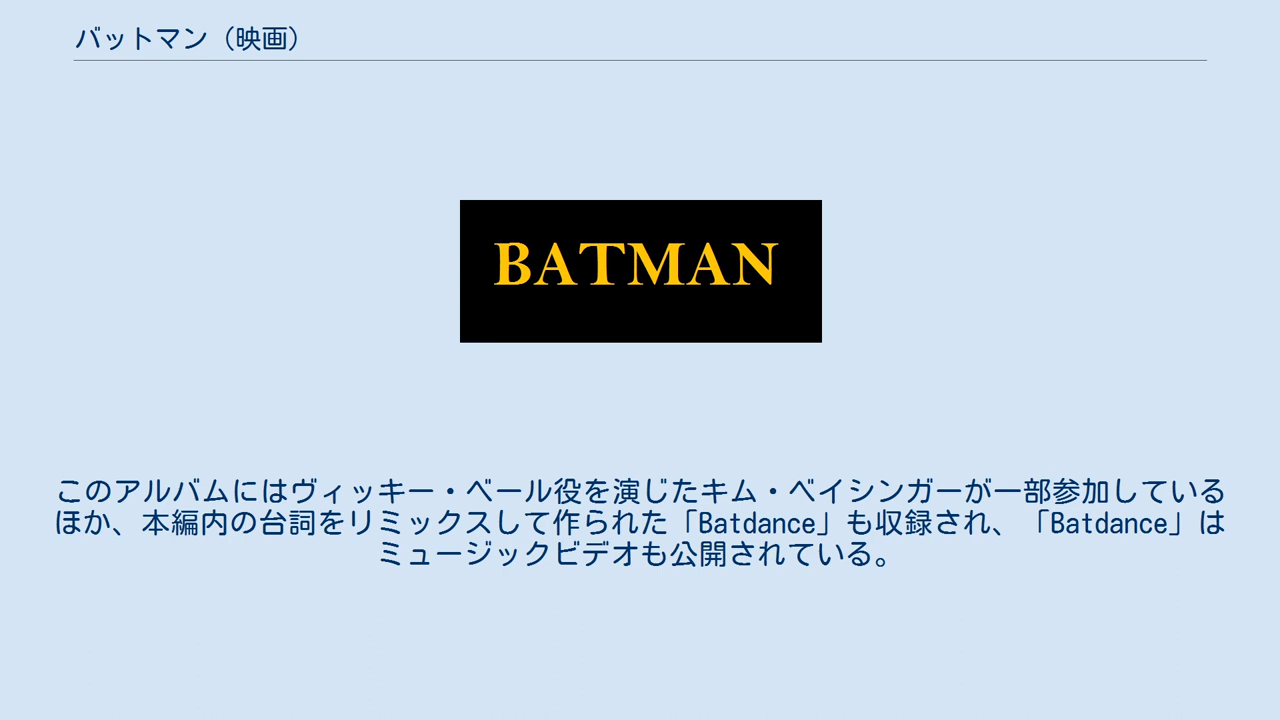 バットマン（映画）
BATMAN
このアルバムにはヴィッキー・ベール役を演じたキム・ベイシンガーが一部参加している
ほか、本編内の台詞をリミックスして作られた「Batdance」も収録され、「Batdance」は
ミュージックビデオも公開されている。